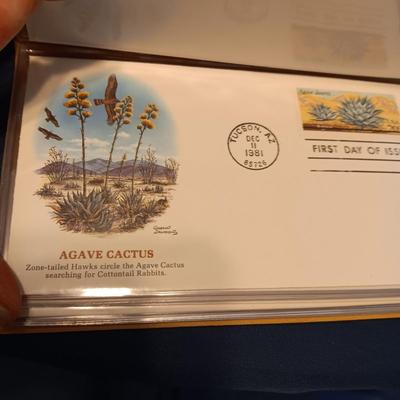 TUCSON, AZ
DEC
11
1981
85726
FIRST DAY OF ISS
AGAVE CACTUS
Zone-tailed Hawks circle the Agave Cactus
searching for Cottontail Rabbits.